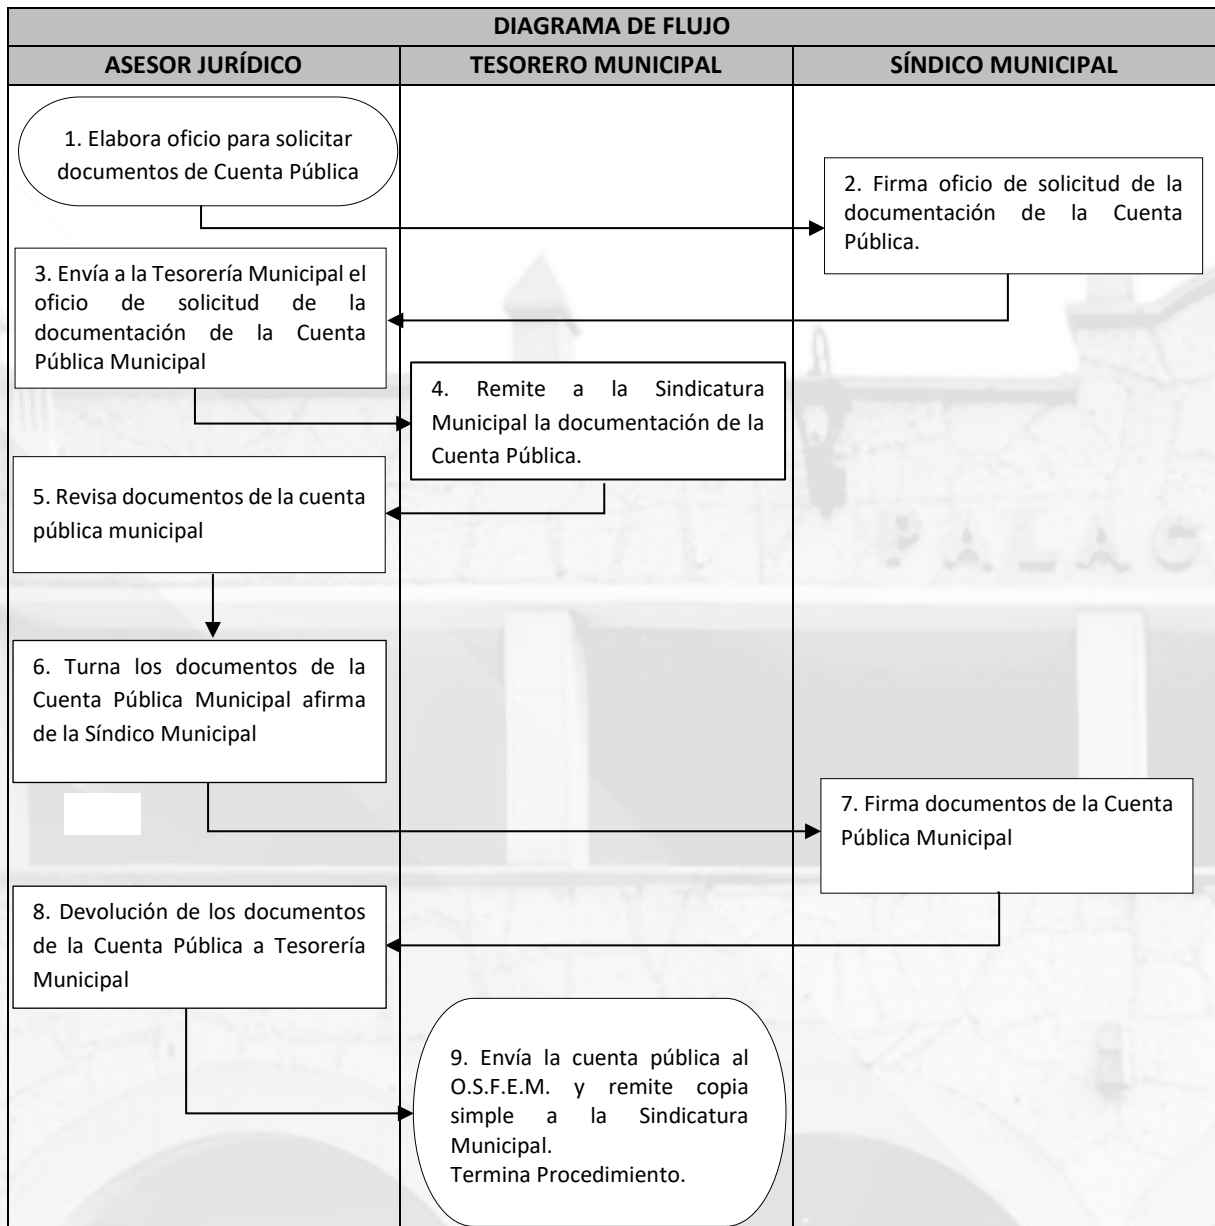 DIAGRAMA DE FLUJO
ASESOR JURÍDICO
TESORERO MUNICIPAL
SÍNDICO MUNICIPAL
1. Elabora oficio para solicitar
documentos de Cuenta Pública
2. Firma oficio de solicitud de la
documentación de la Cuenta
Pública.
3. Envía a la Tesorería Municipal el
oficio de solicitud de la
documentación de la Cuenta
Pública Municipal
4. Remite a la Sindicatura
Municipal la documentación de la
Cuenta Pública.
5. Revisa documentos de la cuenta
pública municipal
6. Turna los documentos de la
Cuenta Pública Municipal afirma
de la Síndico Municipal
7. Firma documentos de la Cuenta
Pública Municipal
8. Devolución de los documentos
de la Cuenta Pública a Tesorería
Municipal
9. Envía la cuenta pública al
O.S.F.E.M. y remite copia
simple a la Sindicatura
Municipal.
Termina Procedimiento.
PALAC